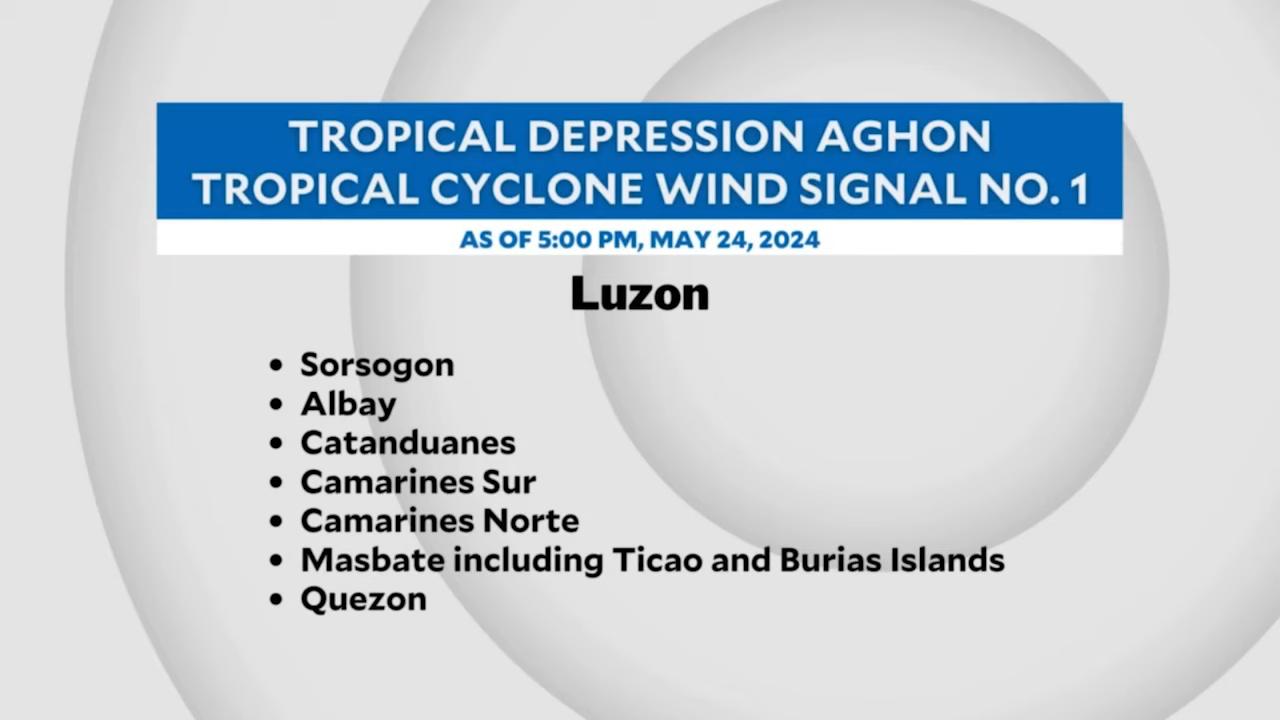 TROPICAL DEPRESSION AGHON
TROPICAL CYCLONE WIND SIGNAL NO. 1
AS OF 5:00 PM, MAY 24, 2024
Luzon
• Sorsogon
• Albay
• Catanduanes
• Camarines Sur
• Camarines Norte
• Masbate including Ticao and Burias Islands
• Quezon